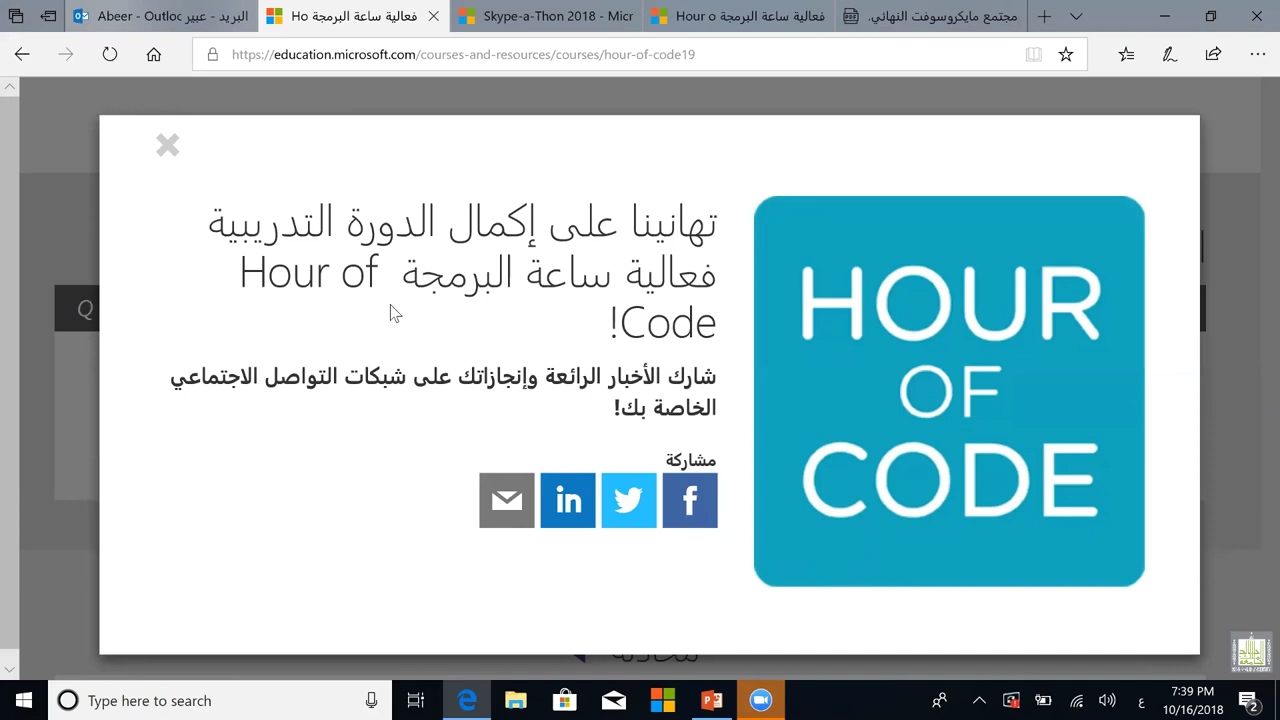 البريد - عبير - Abeer - Outloc
فعالية ساعة البرمجة Ho
Skype-a-Thon 2018 - Micr
فعالية ساعة البرمجة Hour o
مجتمع مايكروسوفت النهائي.
https://education.microsoft.com/courses-and-resources/courses/hour-of-code19
تهانينا على إكمال الدورة التدريبية
فعالية ساعة البرمجة Hour of
Code!
شارك الأخبار الرائعة وإنجازاتك على شبكات التواصل الاجتماعي
الخاصة بك!
مشاركة
in
f
HOUR
OF
CODE
Q
Type here to search
ع
7:39 PM
10/16/2018
2